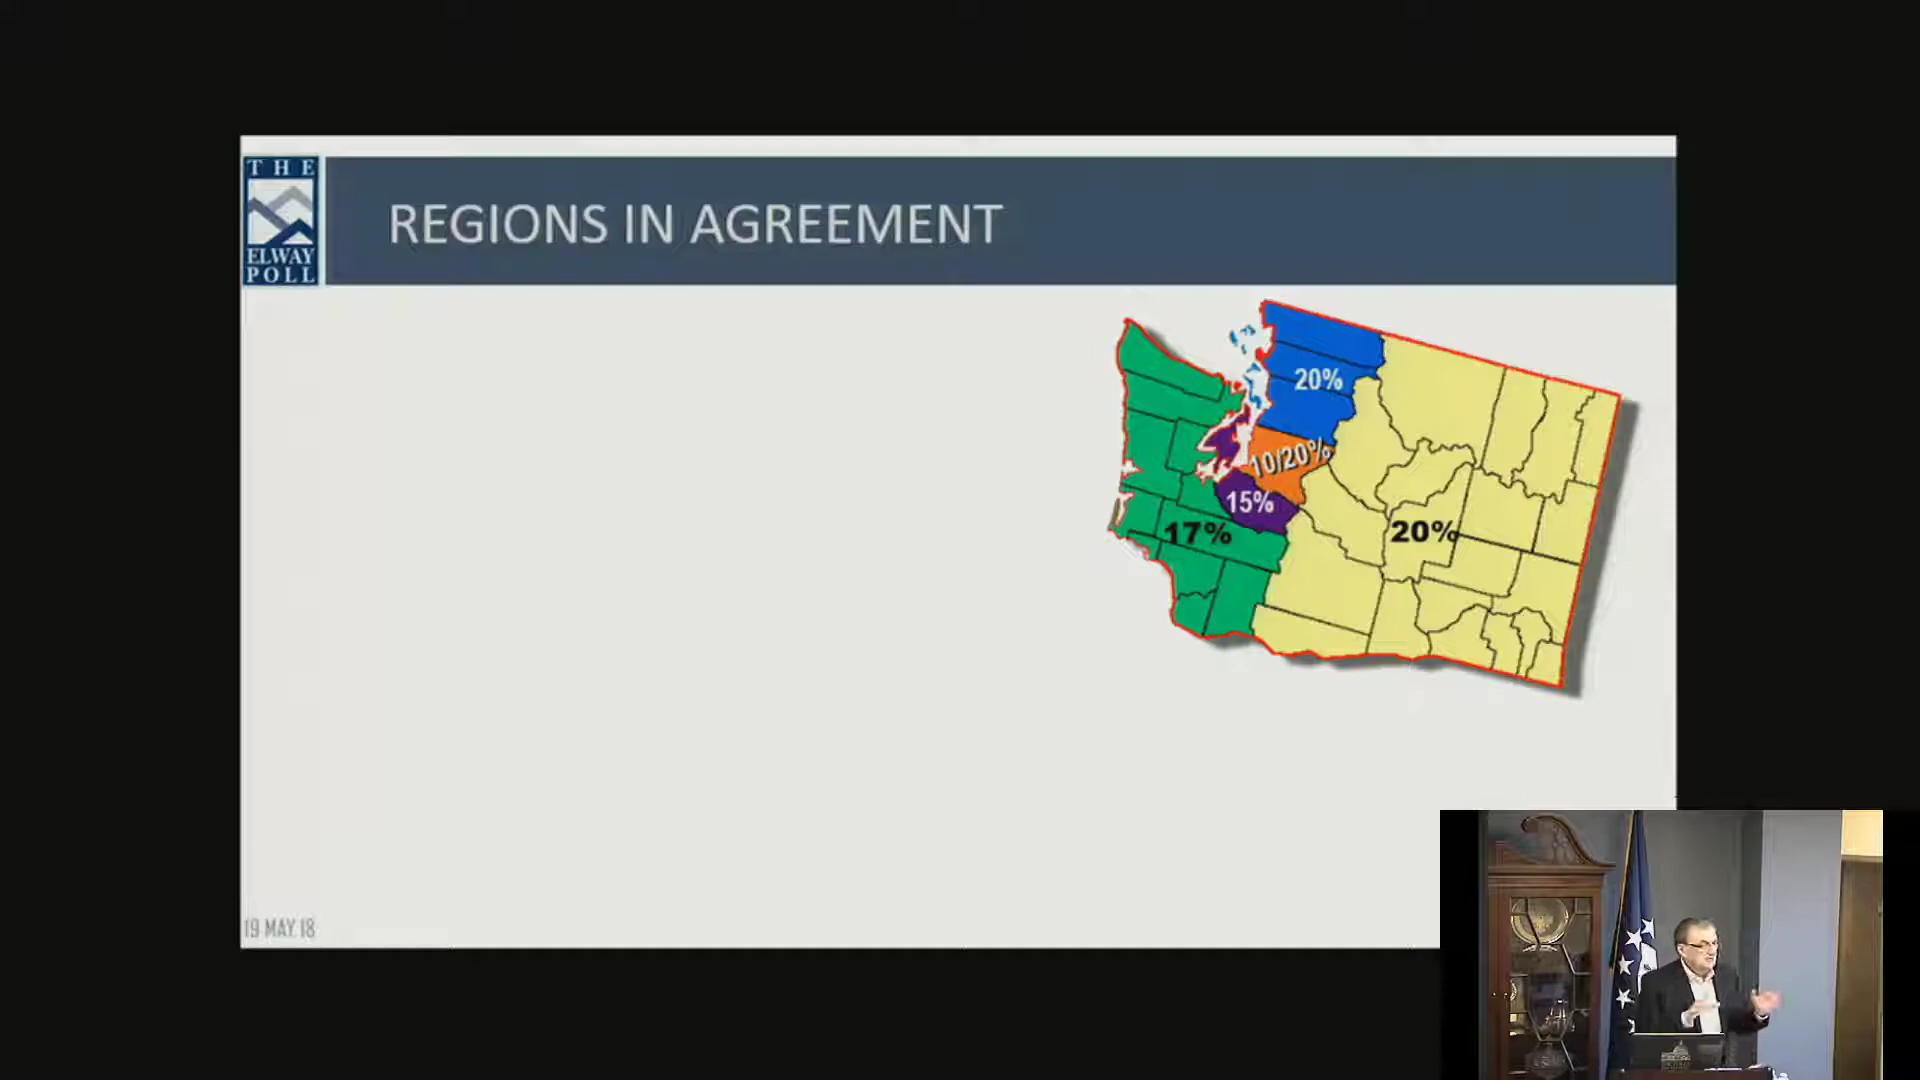 THE
ELWAY
POLL
REGIONS IN AGREEMENT
20%
10/20%
15%
17%
20%
19 MAY.18